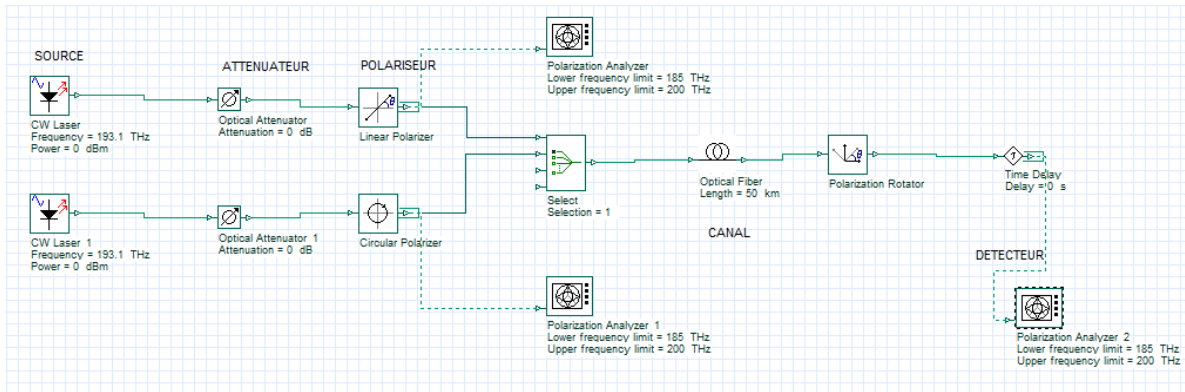 SOURCE
ATTENUATEUR
POLARISEUR
Polarization Analyzer
Lower frequency limit = 185 THz
Upper frequency limit = 200 THz
CW Laser
Frequency = 193.1 THz
Power = 0 dBm
Optical Attenuator
Attenuation = 0 dB
Linear Polarizer
Select
Selection = 1
Optical Fiber
Length = 50 km
Polarization Rotator
Time Delay
Delay = 0 s
CW Laser 1
Frequency = 193.1 THz
Power = 0 dBm
Optical Attenuator 1
Attenuation = 0 dB
Circular Polarizer
CANAL
DETECTEUR
Polarization Analyzer 1
Lower frequency limit = 185 THz
Upper frequency limit = 200 THz
Polarization Analyzer 2
Lower frequency limit = 185 THz
Upper frequency limit = 200 THz